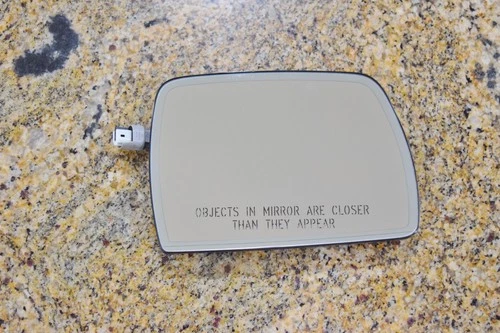 OBJECTS IN MIRROR ARE CLOSER
THAN THEY APPEAR